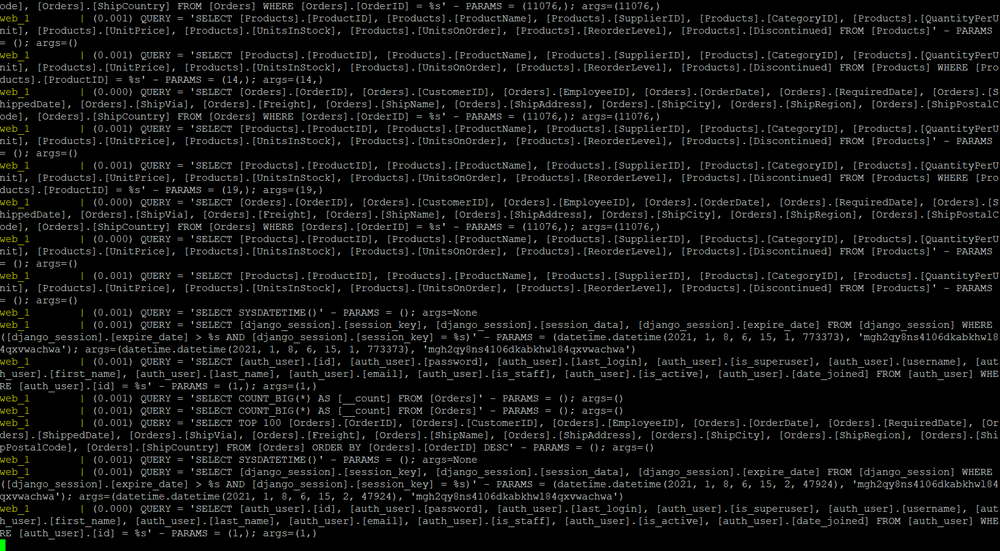 ode], [Orders].[ShipCountry] FROM [Orders] WHERE [Orders].[OrderID] = %s' - PARAMS = (11076,); args=(11076,)
web_1         | (0.001) QUERY = 'SELECT [Products].[ProductID], [Products].[ProductName], [Products].[SupplierID], [Products].[CategoryID], [Products].[QuantityPerU
nit], [Products].[UnitPrice], [Products].[UnitsInStock], [Products].[UnitsOnOrder], [Products].[ReorderLevel], [Products].[Discontinued] FROM [Products]' - PARAMS
= (); args=()
web_1         | (0.001) QUERY = 'SELECT [Products].[ProductID], [Products].[ProductName], [Products].[SupplierID], [Products].[CategoryID], [Products].[QuantityPerU
nit], [Products].[UnitPrice], [Products].[UnitsInStock], [Products].[UnitsOnOrder], [Products].[ReorderLevel], [Products].[Discontinued] FROM [Products] WHERE [Pro
ducts].[ProductID] = %s' - PARAMS = (14,); args=(14,)
web_1         | (0.000) QUERY = 'SELECT [Orders].[OrderID], [Orders].[CustomerID], [Orders].[EmployeeID], [Orders].[OrderDate], [Orders].[RequiredDate], [Orders].[S
hippedDate], [Orders].[ShipVia], [Orders].[Freight], [Orders].[ShipName], [Orders].[ShipAddress], [Orders].[ShipCity], [Orders].[ShipRegion], [Orders].[ShipPostalC
ode], [Orders].[ShipCountry] FROM [Orders] WHERE [Orders].[OrderID] = %s' - PARAMS = (11076,); args=(11076,)
web_1         | (0.001) QUERY = 'SELECT [Products].[ProductID], [Products].[ProductName], [Products].[SupplierID], [Products].[CategoryID], [Products].[QuantityPerU
nit], [Products].[UnitPrice], [Products].[UnitsInStock], [Products].[UnitsOnOrder], [Products].[ReorderLevel], [Products].[Discontinued] FROM [Products]' - PARAMS
= (); args=()
web_1         | (0.001) QUERY = 'SELECT [Products].[ProductID], [Products].[ProductName], [Products].[SupplierID], [Products].[CategoryID], [Products].[QuantityPerU
nit], [Products].[UnitPrice], [Products].[UnitsInStock], [Products].[UnitsOnOrder], [Products].[ReorderLevel], [Products].[Discontinued] FROM [Products] WHERE [Pro
ducts].[ProductID] = %s' - PARAMS = (19,); args=(19,)
web_1         | (0.000) QUERY = 'SELECT [Orders].[OrderID], [Orders].[CustomerID], [Orders].[EmployeeID], [Orders].[OrderDate], [Orders].[RequiredDate], [Orders].[S
hippedDate], [Orders].[ShipVia], [Orders].[Freight], [Orders].[ShipName], [Orders].[ShipAddress], [Orders].[ShipCity], [Orders].[ShipRegion], [Orders].[ShipPostalC
ode], [Orders].[ShipCountry] FROM [Orders] WHERE [Orders].[OrderID] = %s' - PARAMS = (11076,); args=(11076,)
web_1         | (0.000) QUERY = 'SELECT [Products].[ProductID], [Products].[ProductName], [Products].[SupplierID], [Products].[CategoryID], [Products].[QuantityPerU
nit], [Products].[UnitPrice], [Products].[UnitsInStock], [Products].[UnitsOnOrder], [Products].[ReorderLevel], [Products].[Discontinued] FROM [Products]' - PARAMS
= (); args=()
web_1         | (0.001) QUERY = 'SELECT [Products].[ProductID], [Products].[ProductName], [Products].[SupplierID], [Products].[CategoryID], [Products].[QuantityPerU
nit], [Products].[UnitPrice], [Products].[UnitsInStock], [Products].[UnitsOnOrder], [Products].[ReorderLevel], [Products].[Discontinued] FROM [Products]' - PARAMS
= (); args=()
web_1         | (0.001) QUERY = 'SELECT SYSDATETIME()' - PARAMS = (); args=None
web_1         | (0.001) QUERY = 'SELECT [django_session].[session_key], [django_session].[session_data], [django_session].[expire_date] FROM [django_session] WHERE
([django_session].[expire_date] > %s AND [django_session].[session_key] = %s)' - PARAMS = (datetime.datetime(2021, 1, 8, 6, 15, 1, 773373), 'mgh2qy8ns4106dkabkhwl8
4qxvwachwa'); args=(datetime.datetime(2021, 1, 8, 6, 15, 1, 773373), 'mgh2qy8ns4106dkabkhwl84qxvwachwa')
web_1         | (0.001) QUERY = 'SELECT [auth_user].[id], [auth_user].[password], [auth_user].[last_login], [auth_user].[is_superuser], [auth_user].[username], [aut
h_user].[first_name], [auth_user].[last_name], [auth_user].[email], [auth_user].[is_staff], [auth_user].[is_active], [auth_user].[date_joined] FROM [auth_user] WHE
RE [auth_user].[id] = %s' - PARAMS = (1,); args=(1,)
web_1         | (0.001) QUERY = 'SELECT COUNT_BIG(*) AS [__count] FROM [Orders]' - PARAMS = (); args=()
web_1         | (0.001) QUERY = 'SELECT COUNT_BIG(*) AS [__count] FROM [Orders]' - PARAMS = (); args=()
web_1         | (0.001) QUERY = 'SELECT TOP 100 [Orders].[OrderID], [Orders].[CustomerID], [Orders].[EmployeeID], [Orders].[OrderDate], [Orders].[RequiredDate], [Or
ders].[ShippedDate], [Orders].[ShipVia], [Orders].[Freight], [Orders].[ShipName], [Orders].[ShipAddress], [Orders].[ShipCity], [Orders].[ShipRegion], [Orders].[Shi
pPostalCode], [Orders].[ShipCountry] FROM [Orders] ORDER BY [Orders].[OrderID] DESC' - PARAMS = (); args=()
web_1         | (0.001) QUERY = 'SELECT SYSDATETIME()' - PARAMS = (); args=None
web_1         | (0.001) QUERY = 'SELECT [django_session].[session_key], [django_session].[session_data], [django_session].[expire_date] FROM [django_session] WHERE
([django_session].[expire_date] > %s AND [django_session].[session_key] = %s)' - PARAMS = (datetime.datetime(2021, 1, 8, 6, 15, 2, 47924), 'mgh2qy8ns4106dkabkhwl84
qxvwachwa'); args=(datetime.datetime(2021, 1, 8, 6, 15, 2, 47924), 'mgh2qy8ns4106dkabkhwl84qxvwachwa')
web_1         | (0.000) QUERY = 'SELECT [auth_user].[id], [auth_user].[password], [auth_user].[last_login], [auth_user].[is_superuser], [auth_user].[username], [aut
h_user].[first_name], [auth_user].[last_name], [auth_user].[email], [auth_user].[is_staff], [auth_user].[is_active], [auth_user].[date_joined] FROM [auth_user] WHE
RE [auth_user].[id] = %s' - PARAMS = (1,); args=(1,)